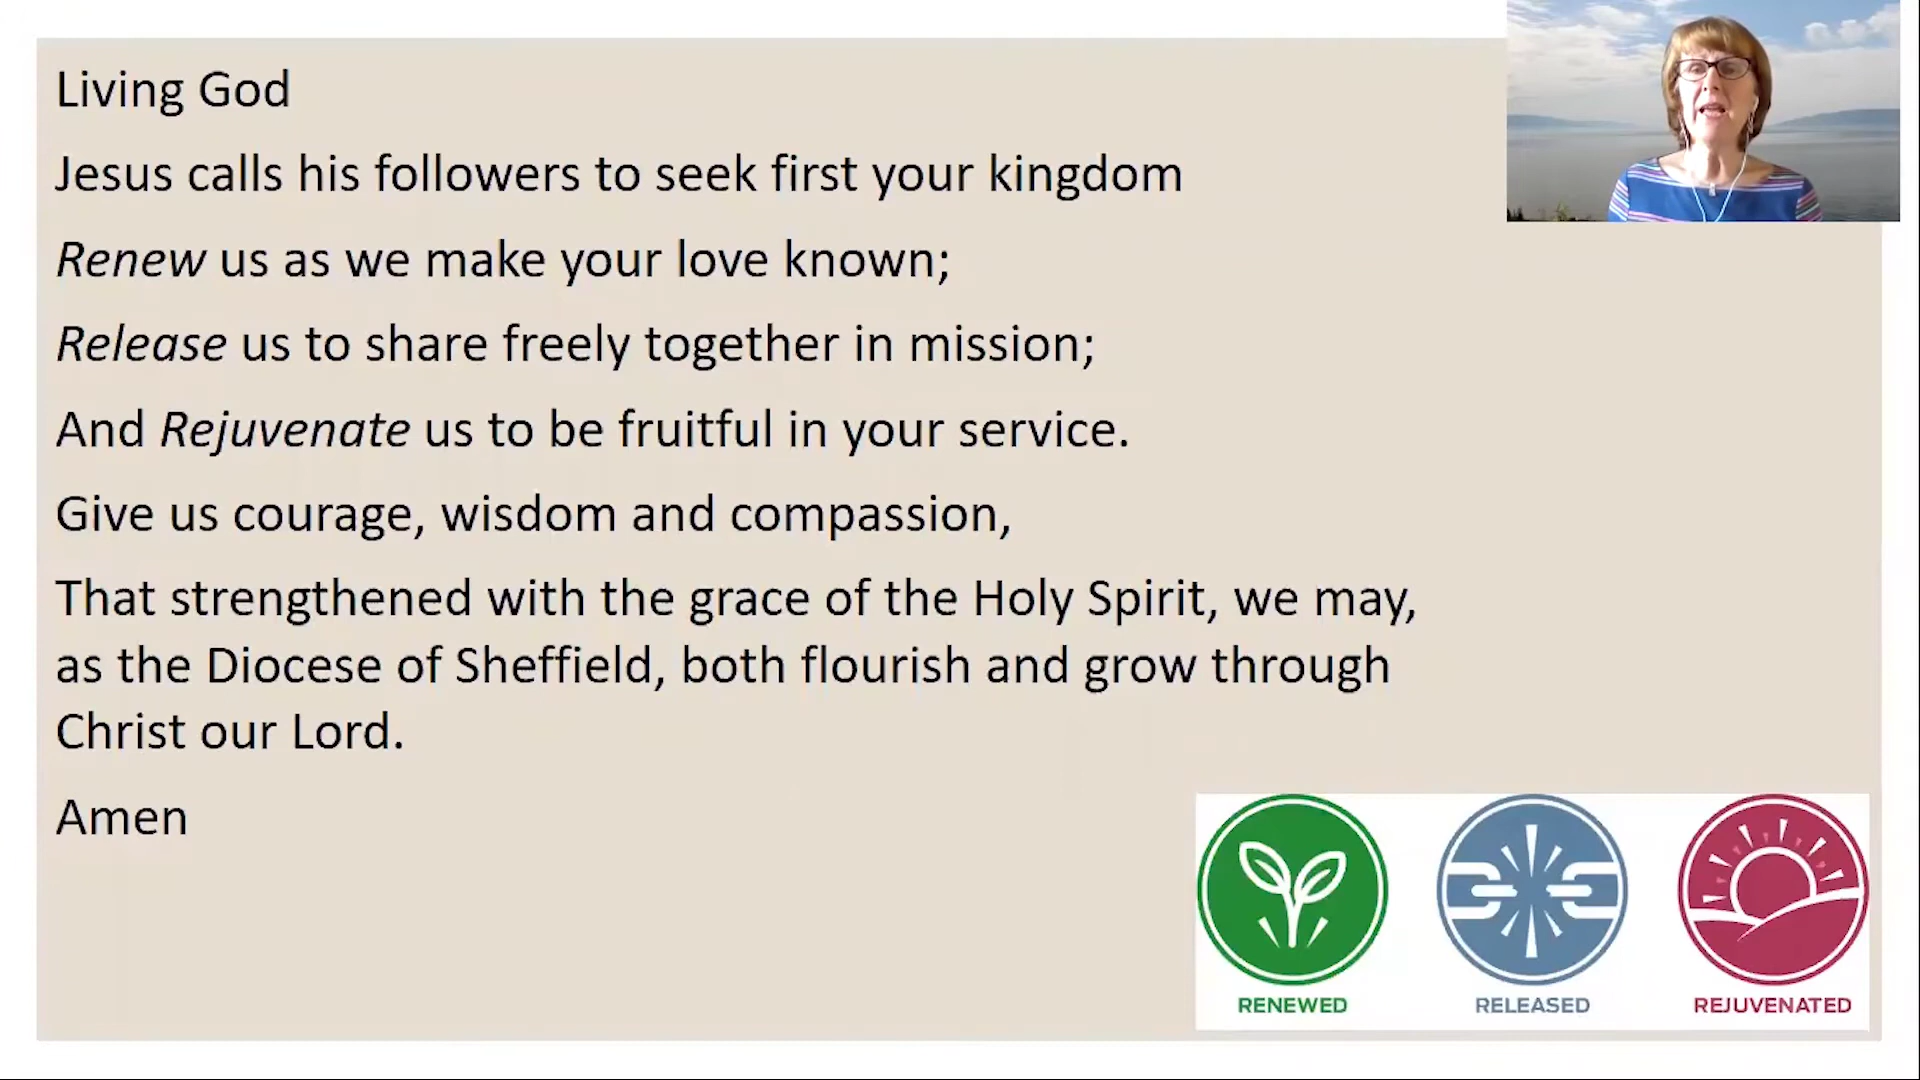 Living God
Jesus calls his followers to seek first your kingdom
Renew us as we make your love known;
Release us to share freely together in mission;
And Rejuvenate us to be fruitful in your service.
Give us courage, wisdom and compassion,
That strengthened with the grace of the Holy Spirit, we may,
as the Diocese of Sheffield, both flourish and grow through
Christ our Lord.
Amen
RENEWED
RELEASED
REJUVENATED